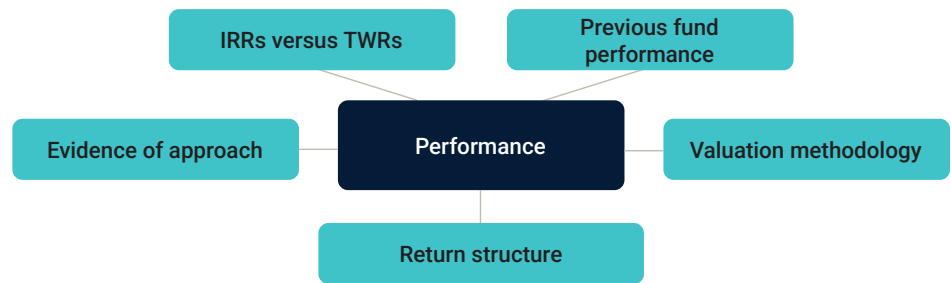 IRRs versus TWRs
Previous fund
performance
Evidence of approach
Performance
Valuation methodology
Return structure